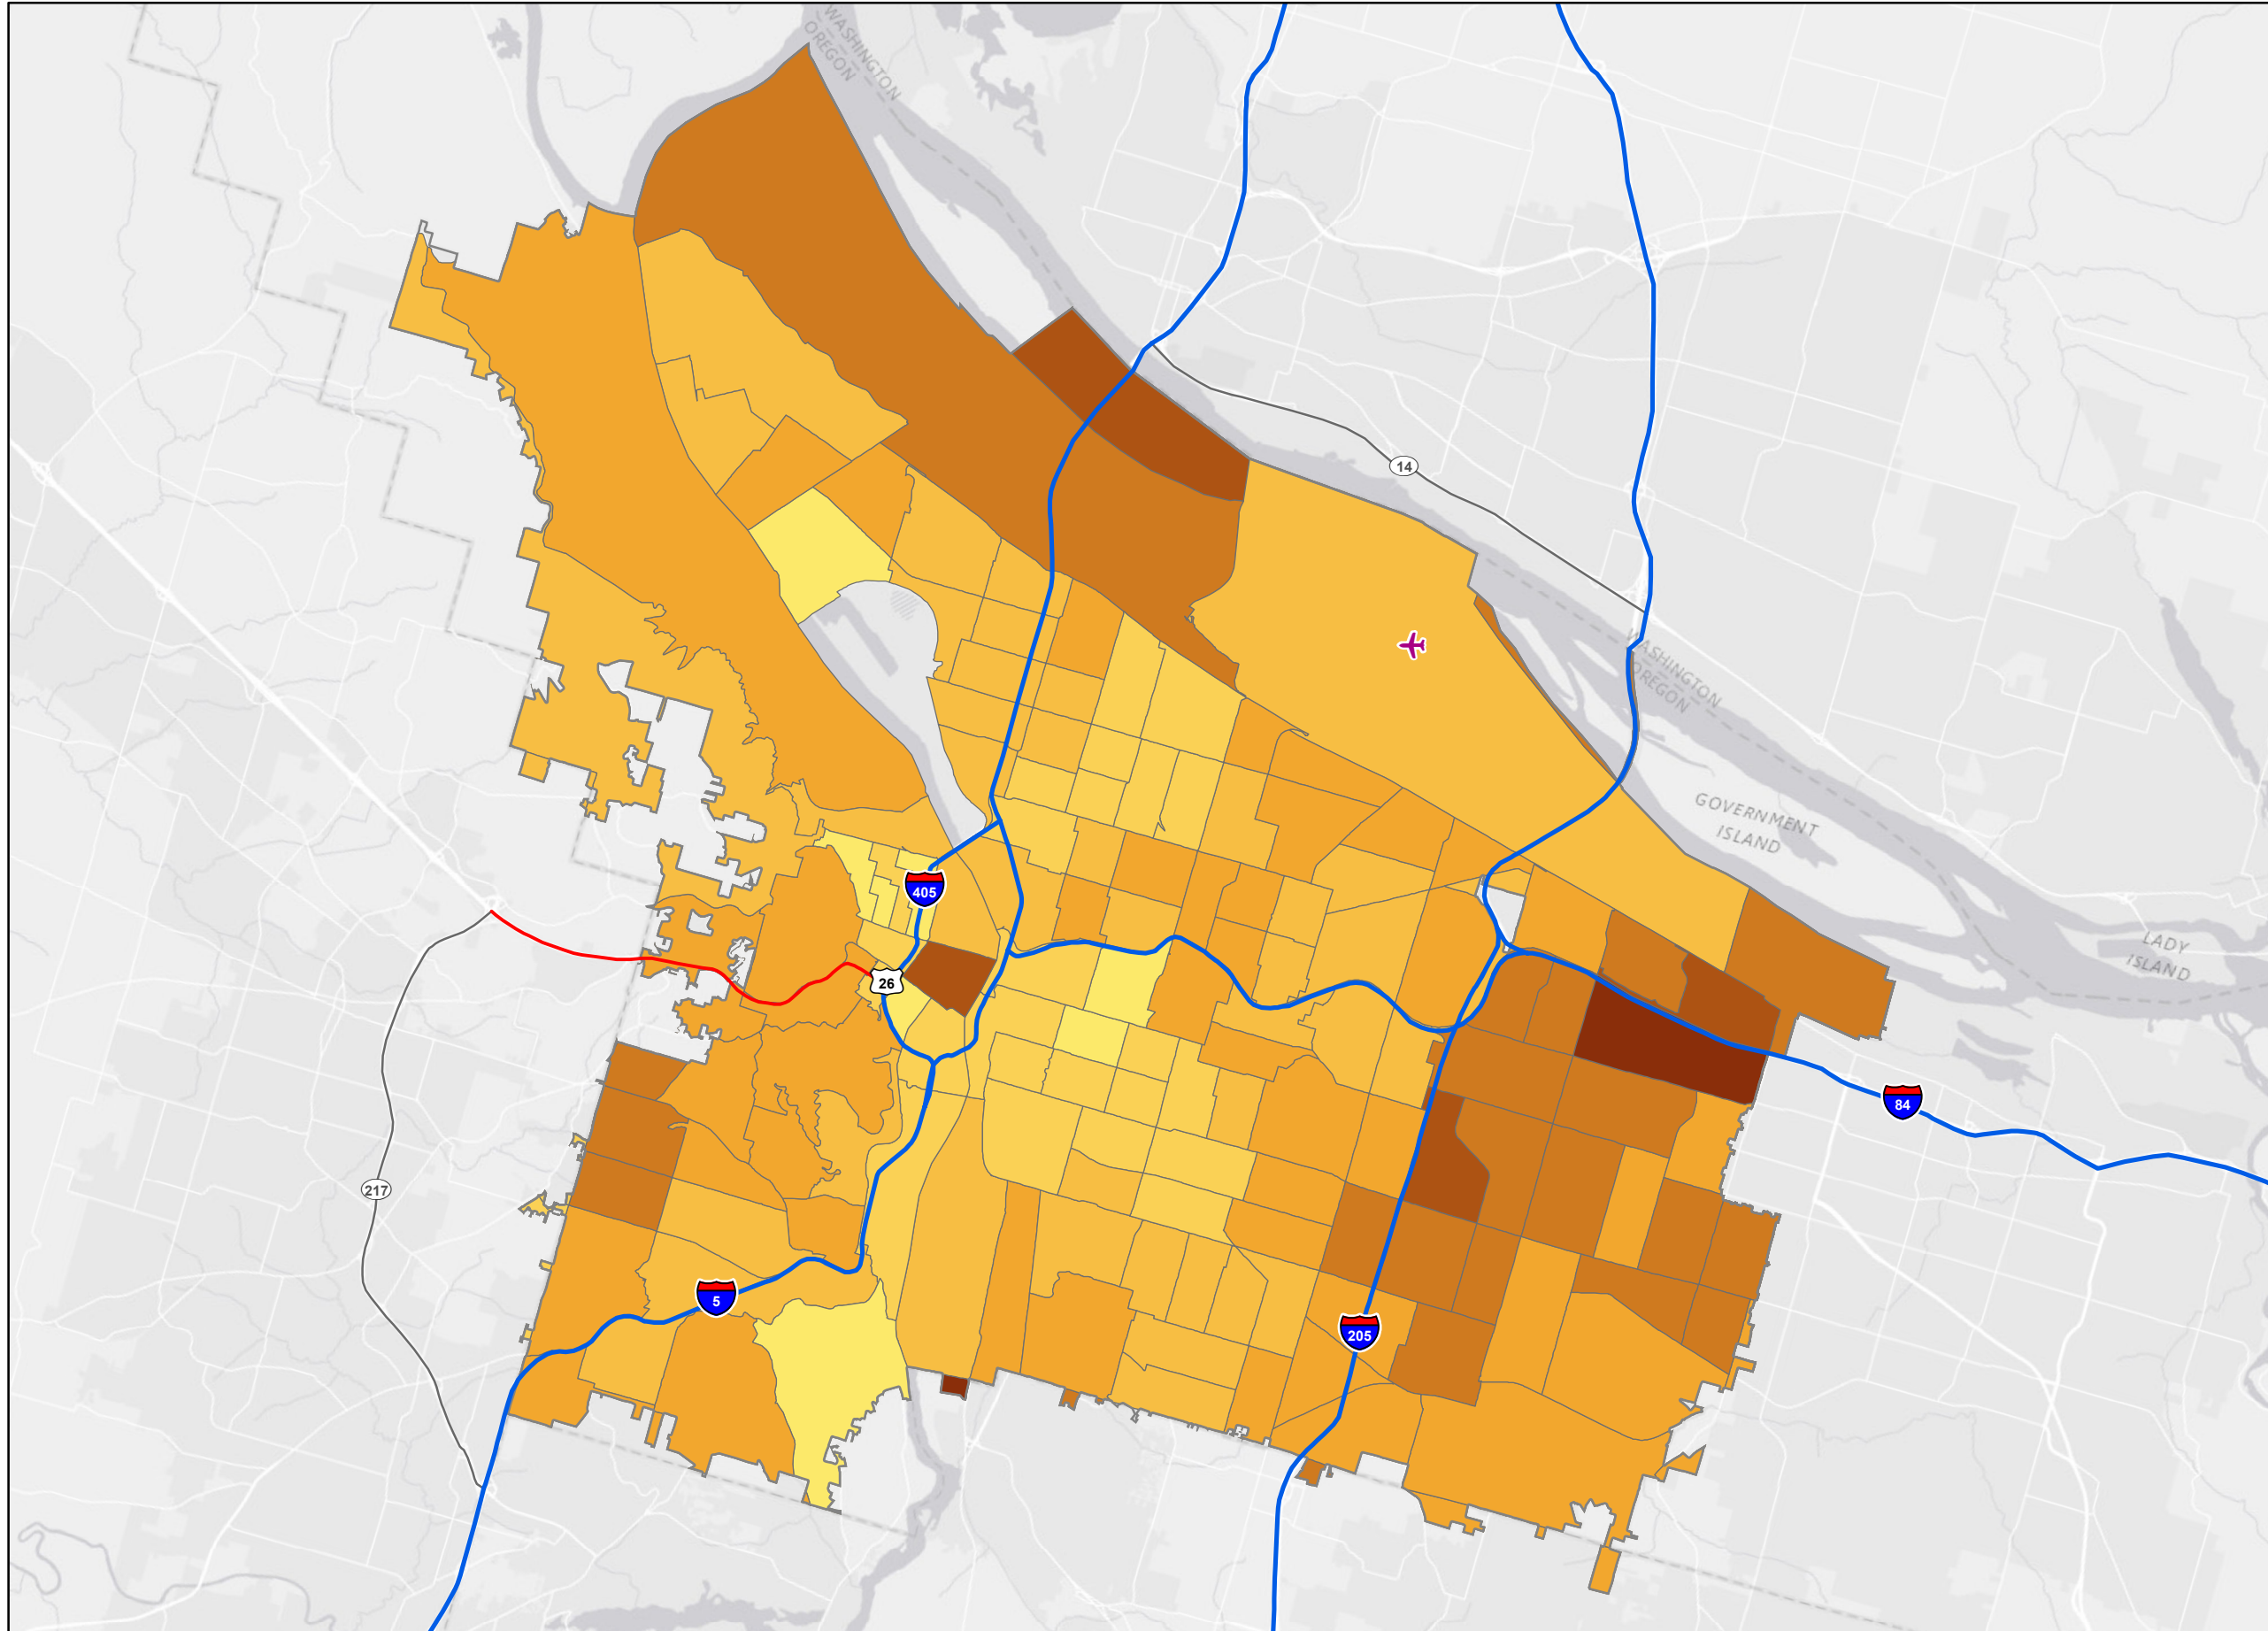 WASHINGTON
OREGON
14
WASHINGTON
OREGON
GOVERNMENT
ISLAND
405
LADY
ISLAND
26
84
217
5
205